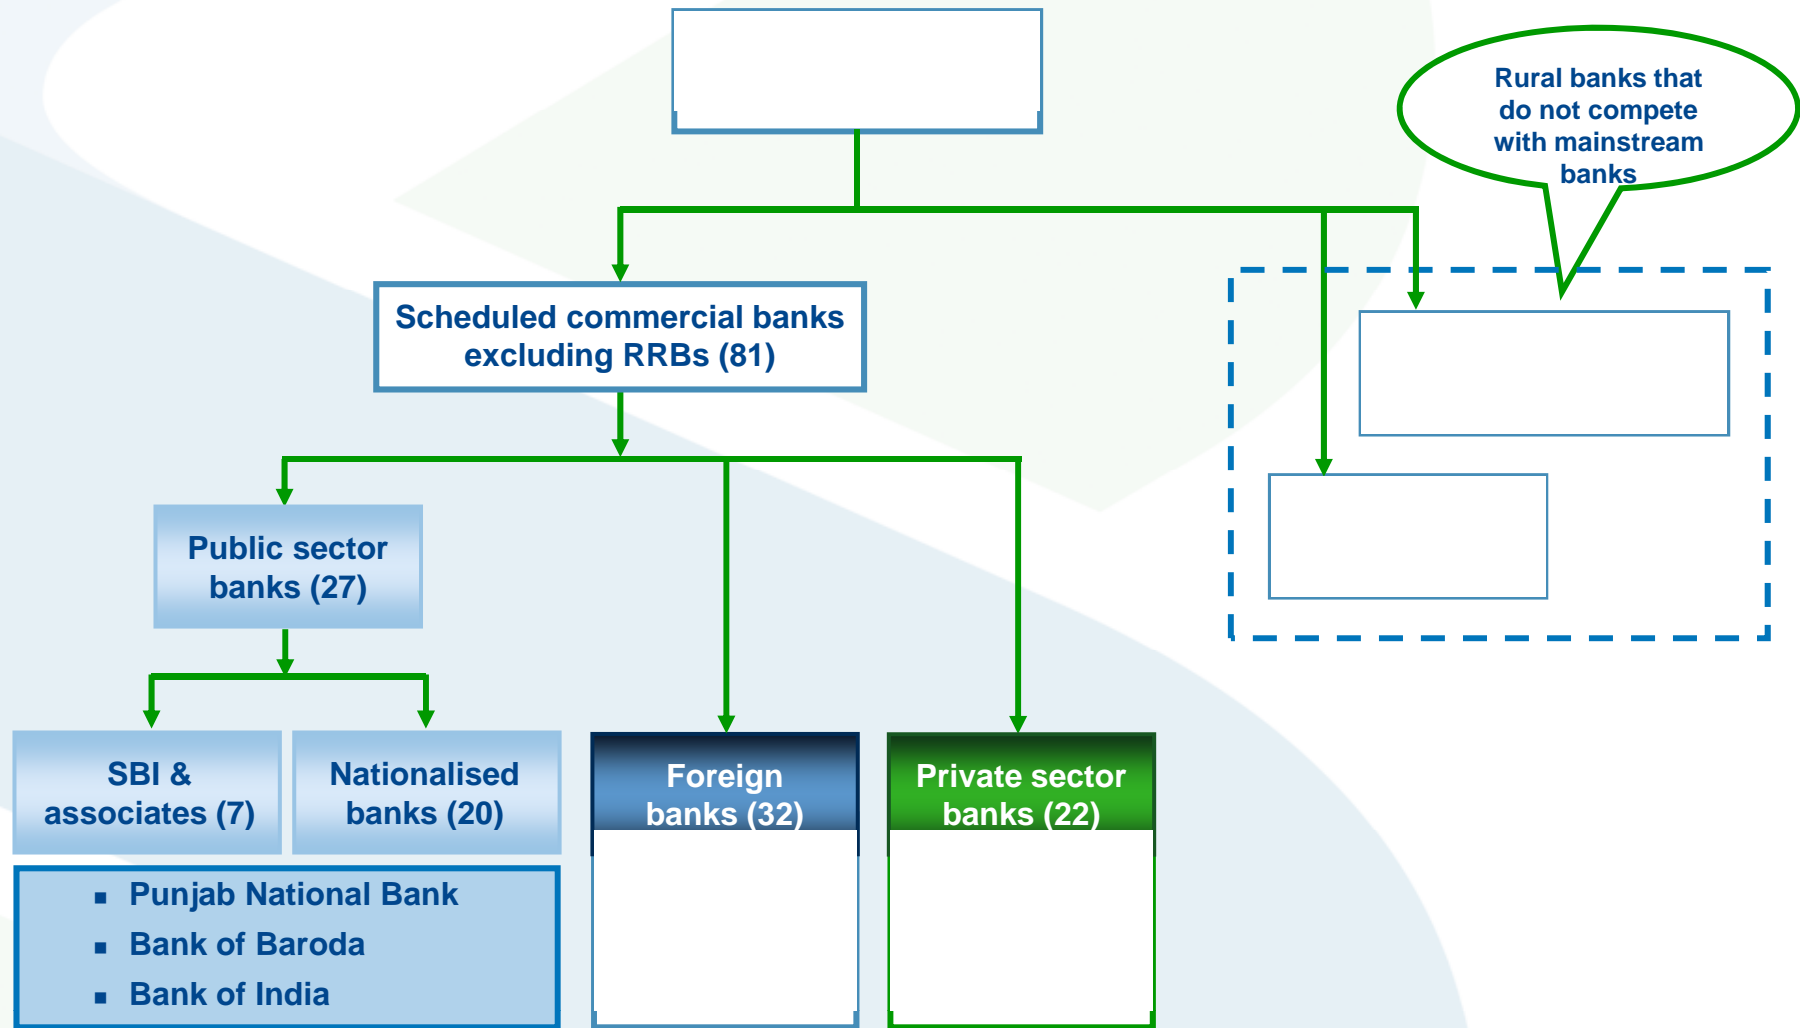 Rural banks that
do not compete
with mainstream
banks
Scheduled commercial banks
excluding RRBs (81)
Public sector
banks (27)
SBI &
associates (7)
Nationalised
banks (20)
Foreign
banks (32)
Private sector
banks (22)
▪ Punjab National Bank
▪ Bank of Baroda
▪ Bank of India